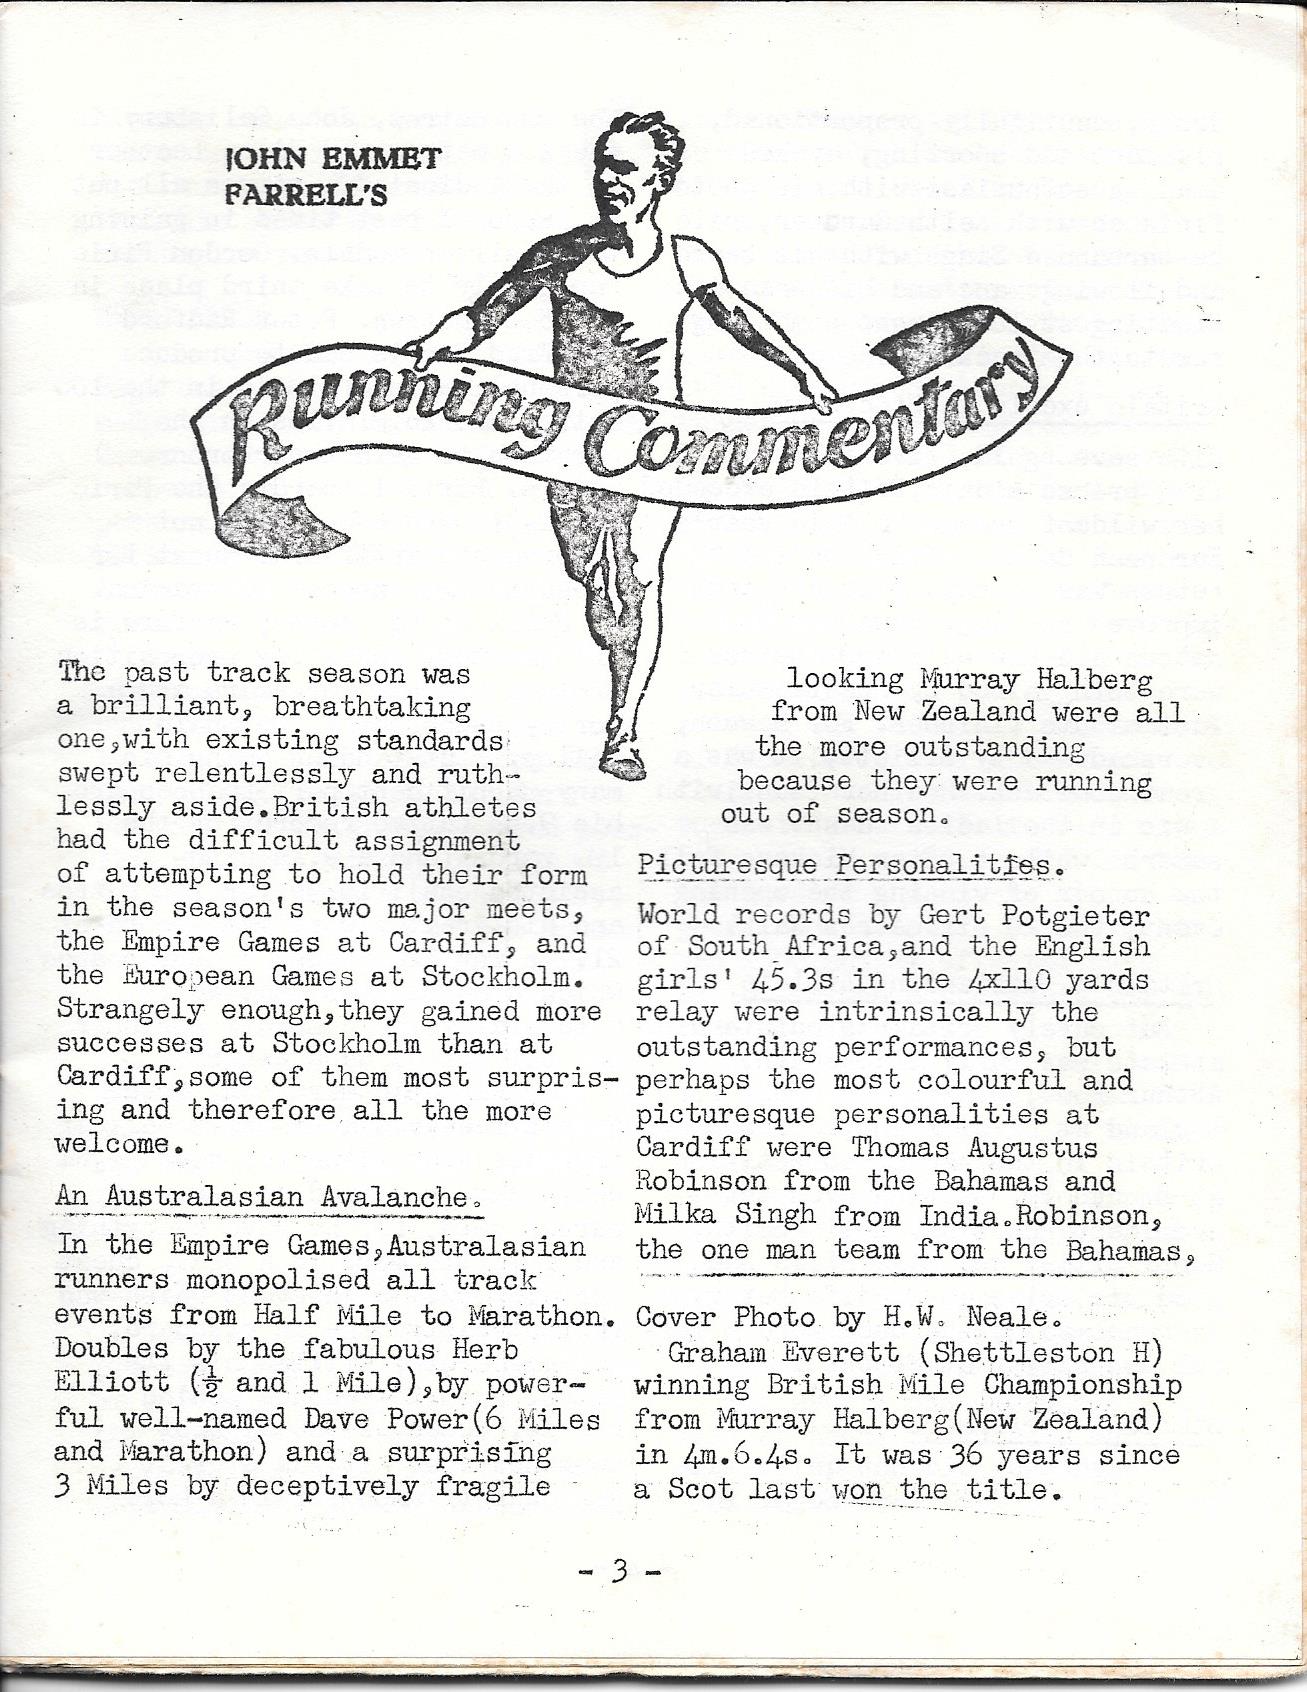 JOHN EMMET
FARRELL'S
Running Commentary
The past track season was
a brilliant, breathtaking
one,with existing standards
swept relentlessly and ruth-
lessly aside.British athletes
had the difficult assignment
of attempting to hold their form
in the season's two major meets,
the Empire Games at Cardiff, and
the European Games at Stockholm.
Strangely enough,they gained more
successes at Stockholm than at
Cardiff,some of them most surpris-
ing and therefore all the more
welcome.
An Australasian Avalanche.
In the Empire Games,Australasian
runners monopolised all track
events from Half Mile to Marathon.
Doubles by the fabulous Herb
Elliott (½ and 1 Mile),by power-
ful well-named Dave Power(6 Miles
and Marathon) and a surprising
3 Miles by deceptively fragile
looking Murray Halberg
from New Zealand were all
the more outstanding
because they were running
out of season.
Picturesque Personalities.
World records by Gert Potgieter
of South Africa,and the English
girls' 45.3s in the 4x110 yards
relay were intrinsically the
outstanding performances, but
perhaps the most colourful and
picturesque personalities at
Cardiff were Thomas Augustus
Robinson from the Bahamas and
Milka Singh from India.Robinson,
the one man team from the Bahamas,
Cover Photo by H.W. Neale.
Graham Everett (Shettleston H)
winning British Mile Championship
from Murray Halberg(New Zealand)
in 4m.6.4s. It was 36 years since
a Scot last won the title.
- 3 -